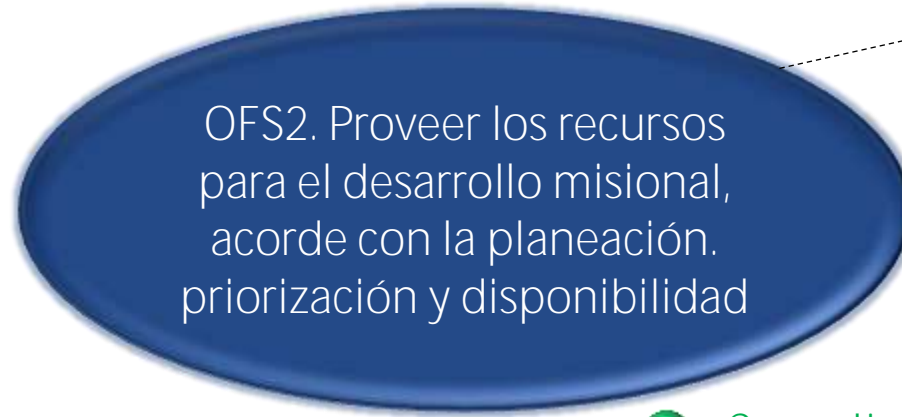 OFS2. Proveer los recursos
para el desarrollo misional,
acorde con la planeación.
priorización y disponibilidad